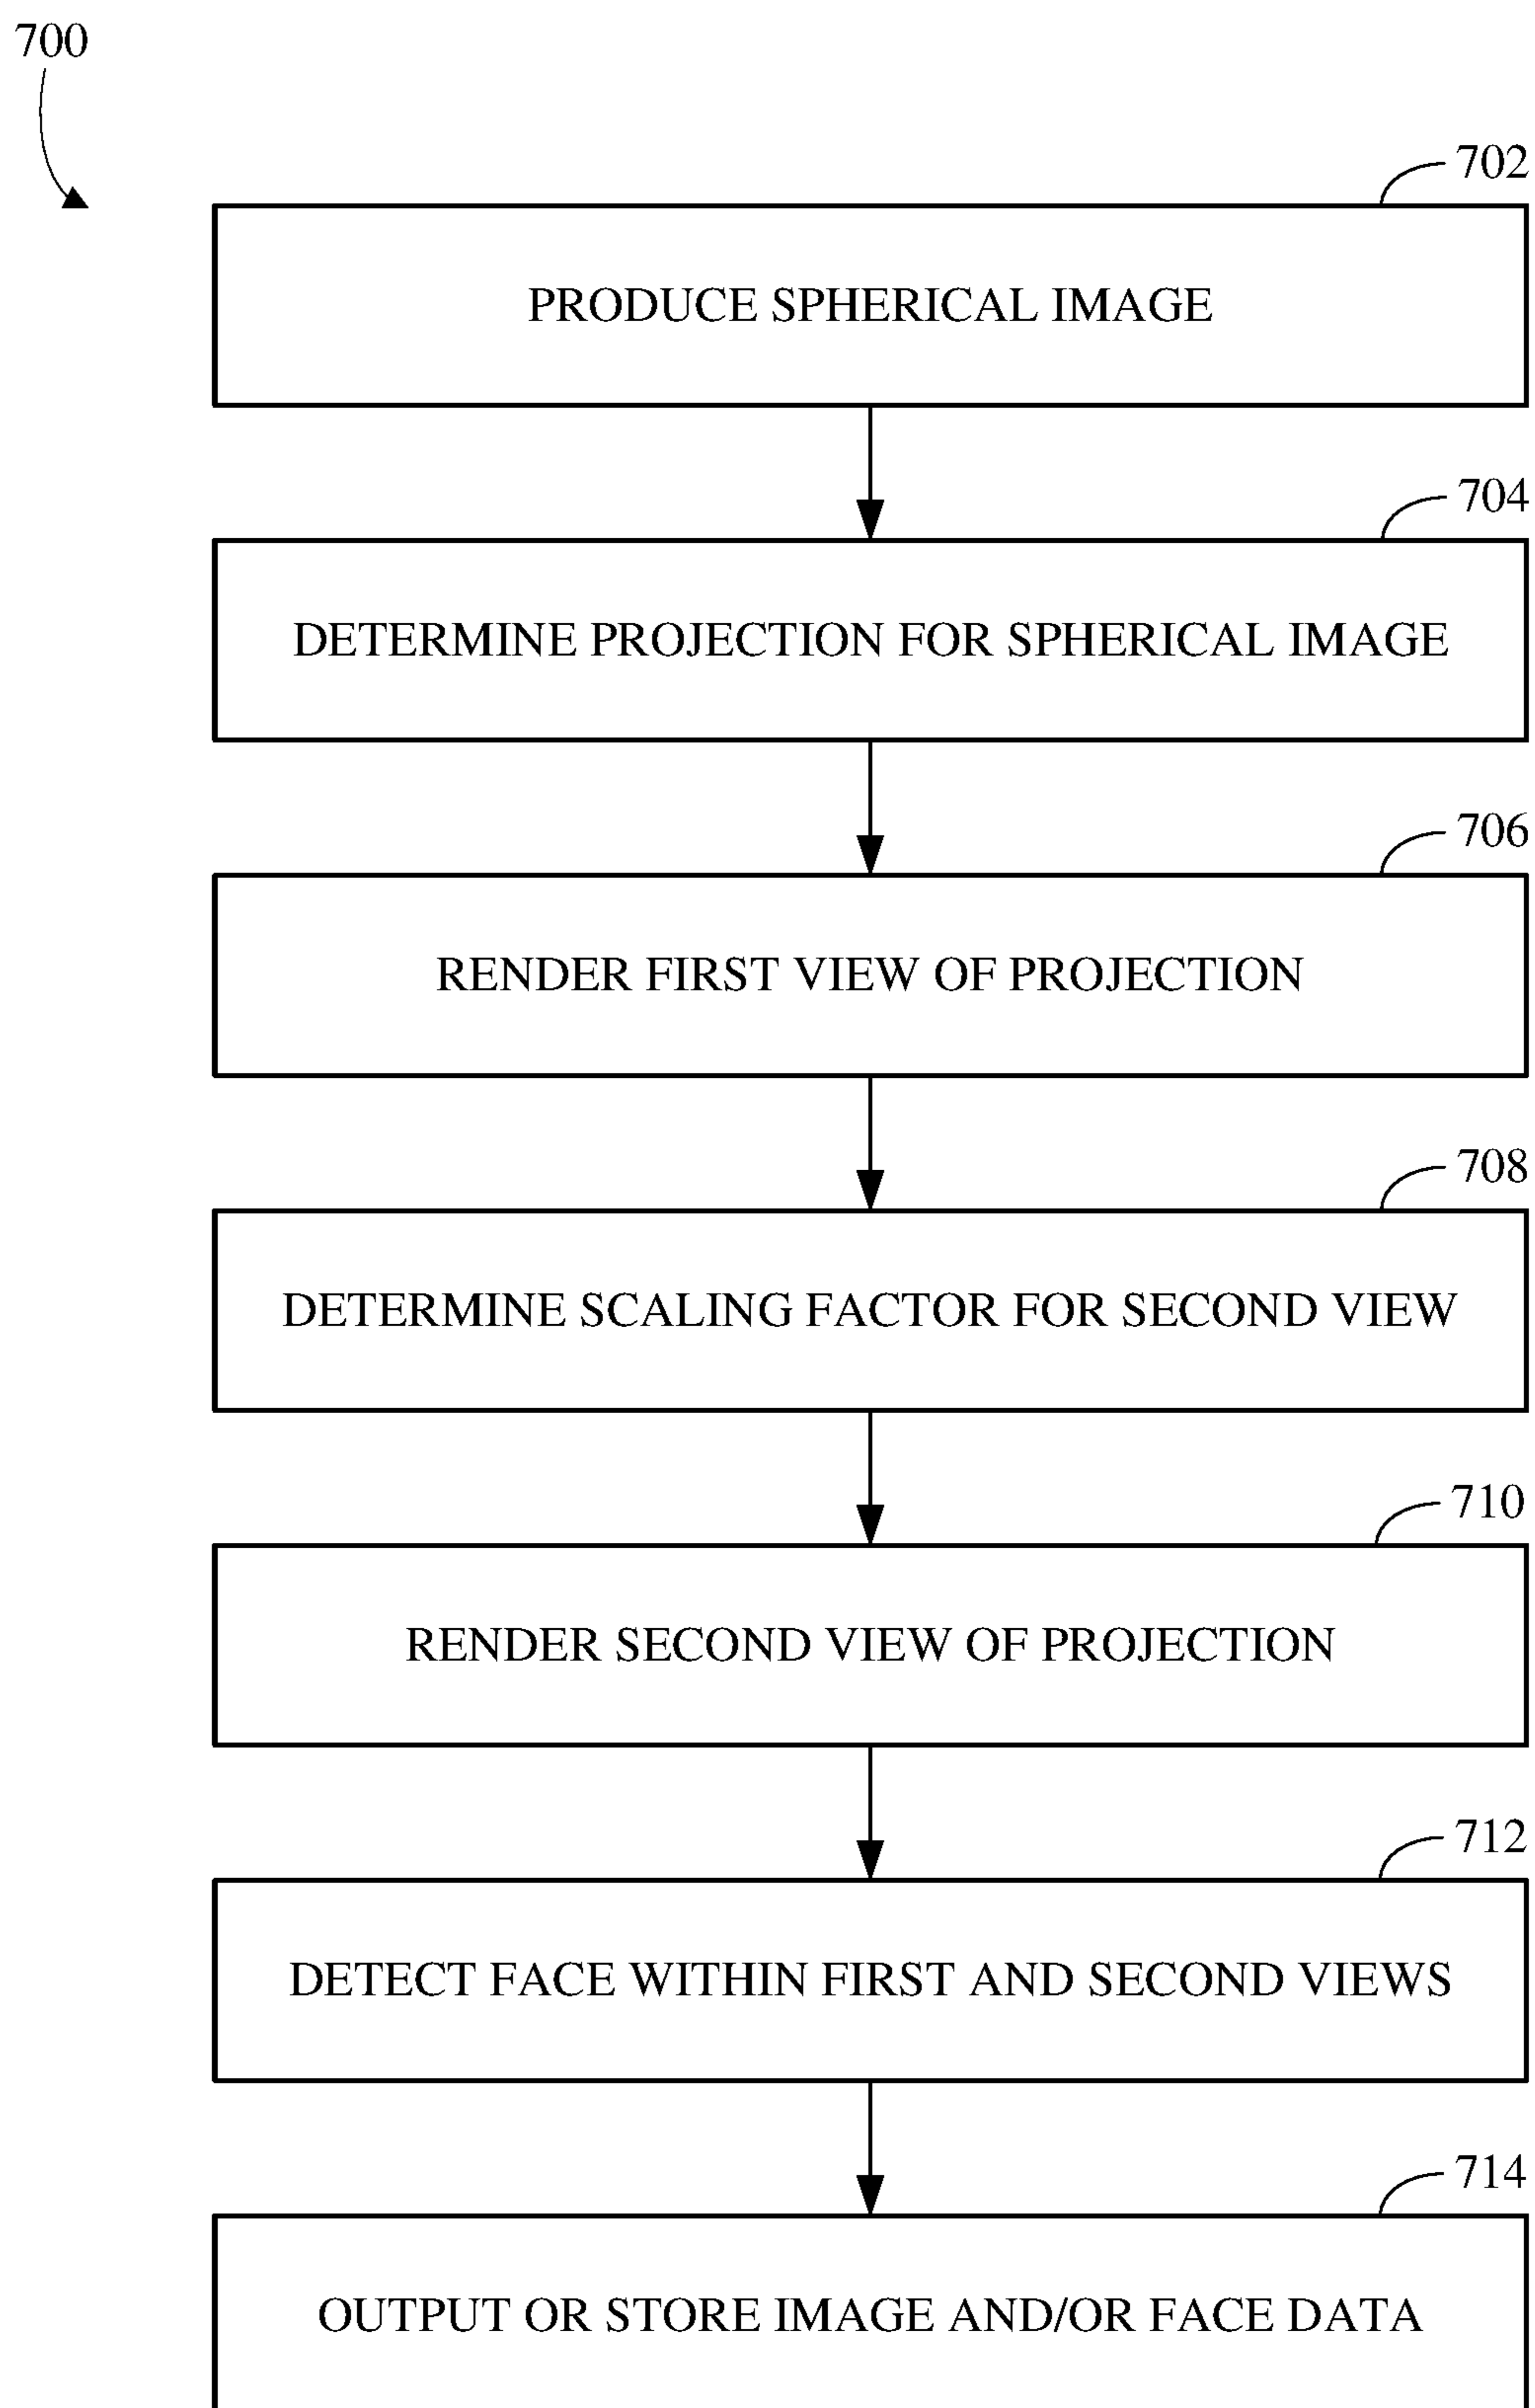 700
702
PRODUCE SPHERICAL IMAGE
704
DETERMINE PROJECTION FOR SPHERICAL IMAGE
706
RENDER FIRST VIEW OF PROJECTION
708
DETERMINE SCALING FACTOR FOR SECOND VIEW
710
RENDER SECOND VIEW OF PROJECTION
712
DETECT FACE WITHIN FIRST AND SECOND VIEWS
714
OUTPUT OR STORE IMAGE AND/OR FACE DATA